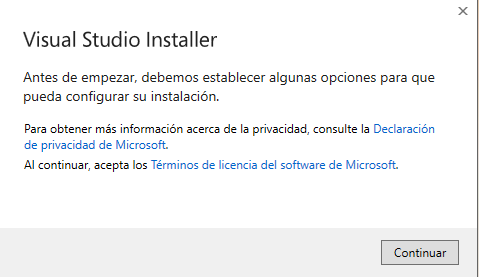 Visual Studio Installer
Antes de empezar, debemos establecer algunas opciones para que
pueda configurar su instalación.
Para obtener más información acerca de la privacidad, consulte la Declaración
de privacidad de Microsoft.
Al continuar, acepta los Términos de licencia del software de Microsoft.
Continuar